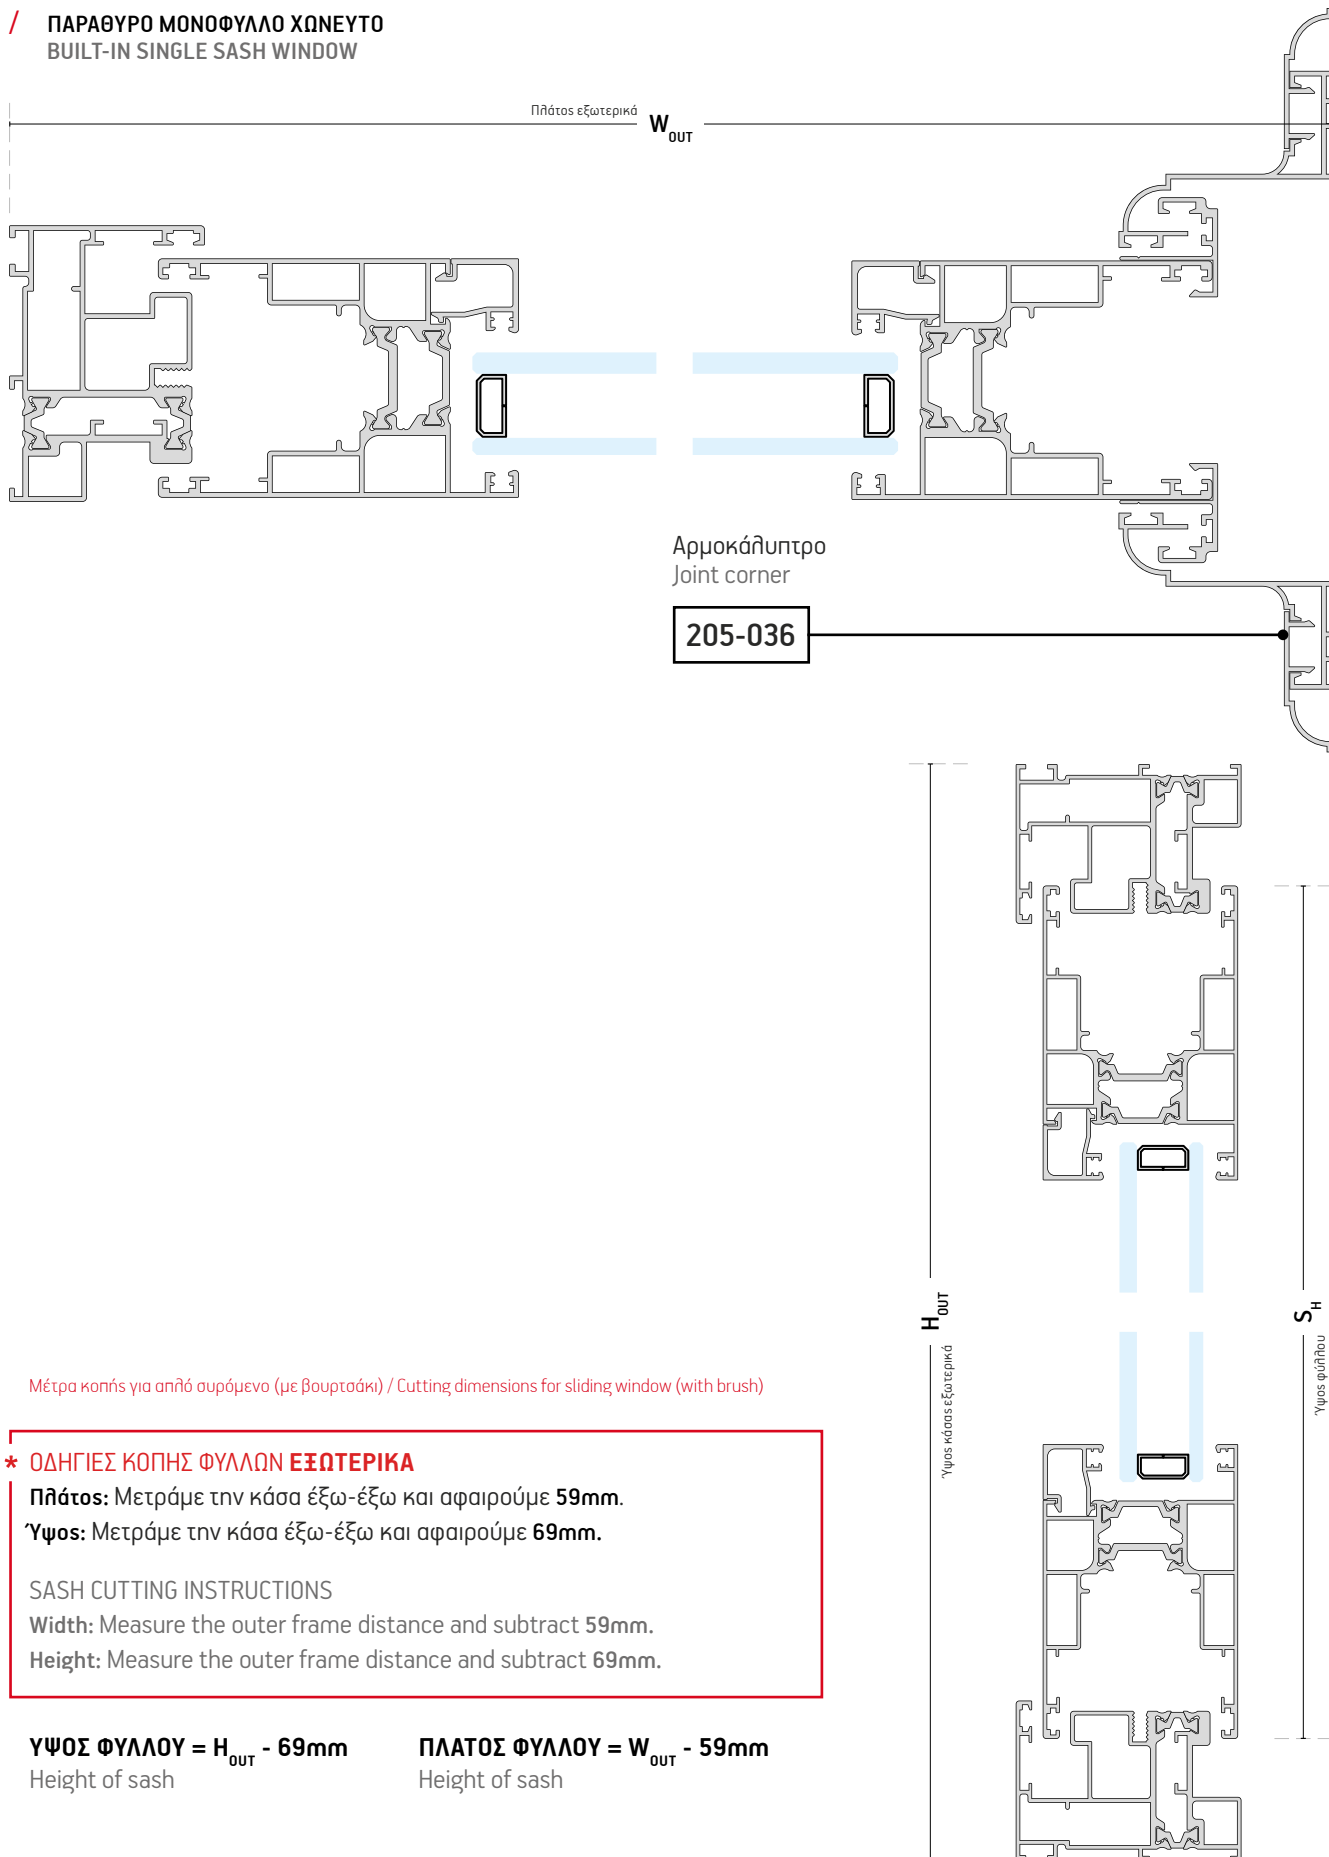 / ΠΑΡΑΘΥΡΟ ΜΟΝΟΦΥΛΛΟ ΧΩΝΕΥΤΟ
BUILT-IN SINGLE SASH WINDOW
Πλάτος εξωτερικά
W OUT
Αρμοκάλυπτρο
Joint corner
205-036
H OUT
Ύψος κάσας εξωτερικά
S H
Ύψος φύλλου
Μέτρα κοπής για απλό συρόμενο (με βουρτσάκι) / Cutting dimensions for sliding window (with brush)
* ΟΔΗΓΙΕΣ ΚΟΠΗΣ ΦΥΛΛΩΝ ΕΞΩΤΕΡΙΚΑ
Πλάτος: Μετράμε την κάσα έξω-έξω και αφαιρούμε 59mm.
Ύψος: Μετράμε την κάσα έξω-έξω και αφαιρούμε 69mm.
SASH CUTTING INSTRUCTIONS
Width: Measure the outer frame distance and subtract 59mm.
Height: Measure the outer frame distance and subtract 69mm.
ΥΨΟΣ ΦΥΛΛΟΥ = H OUT - 69mm
Height of sash
ΠΛΑΤΟΣ ΦΥΛΛΟΥ = W OUT - 59mm
Height of sash